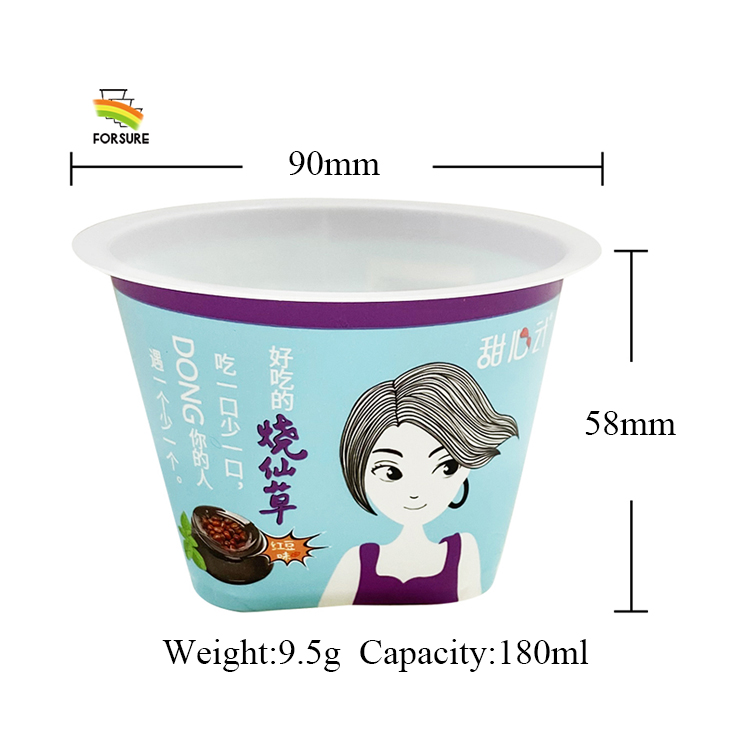 FORSURE
90mm
58mm
甜心计
好吃的
烧仙草
吃一口少一口,
DONG你的人
遇一个少一个。
红豆
味
Weight:9.5g Capacity:180ml